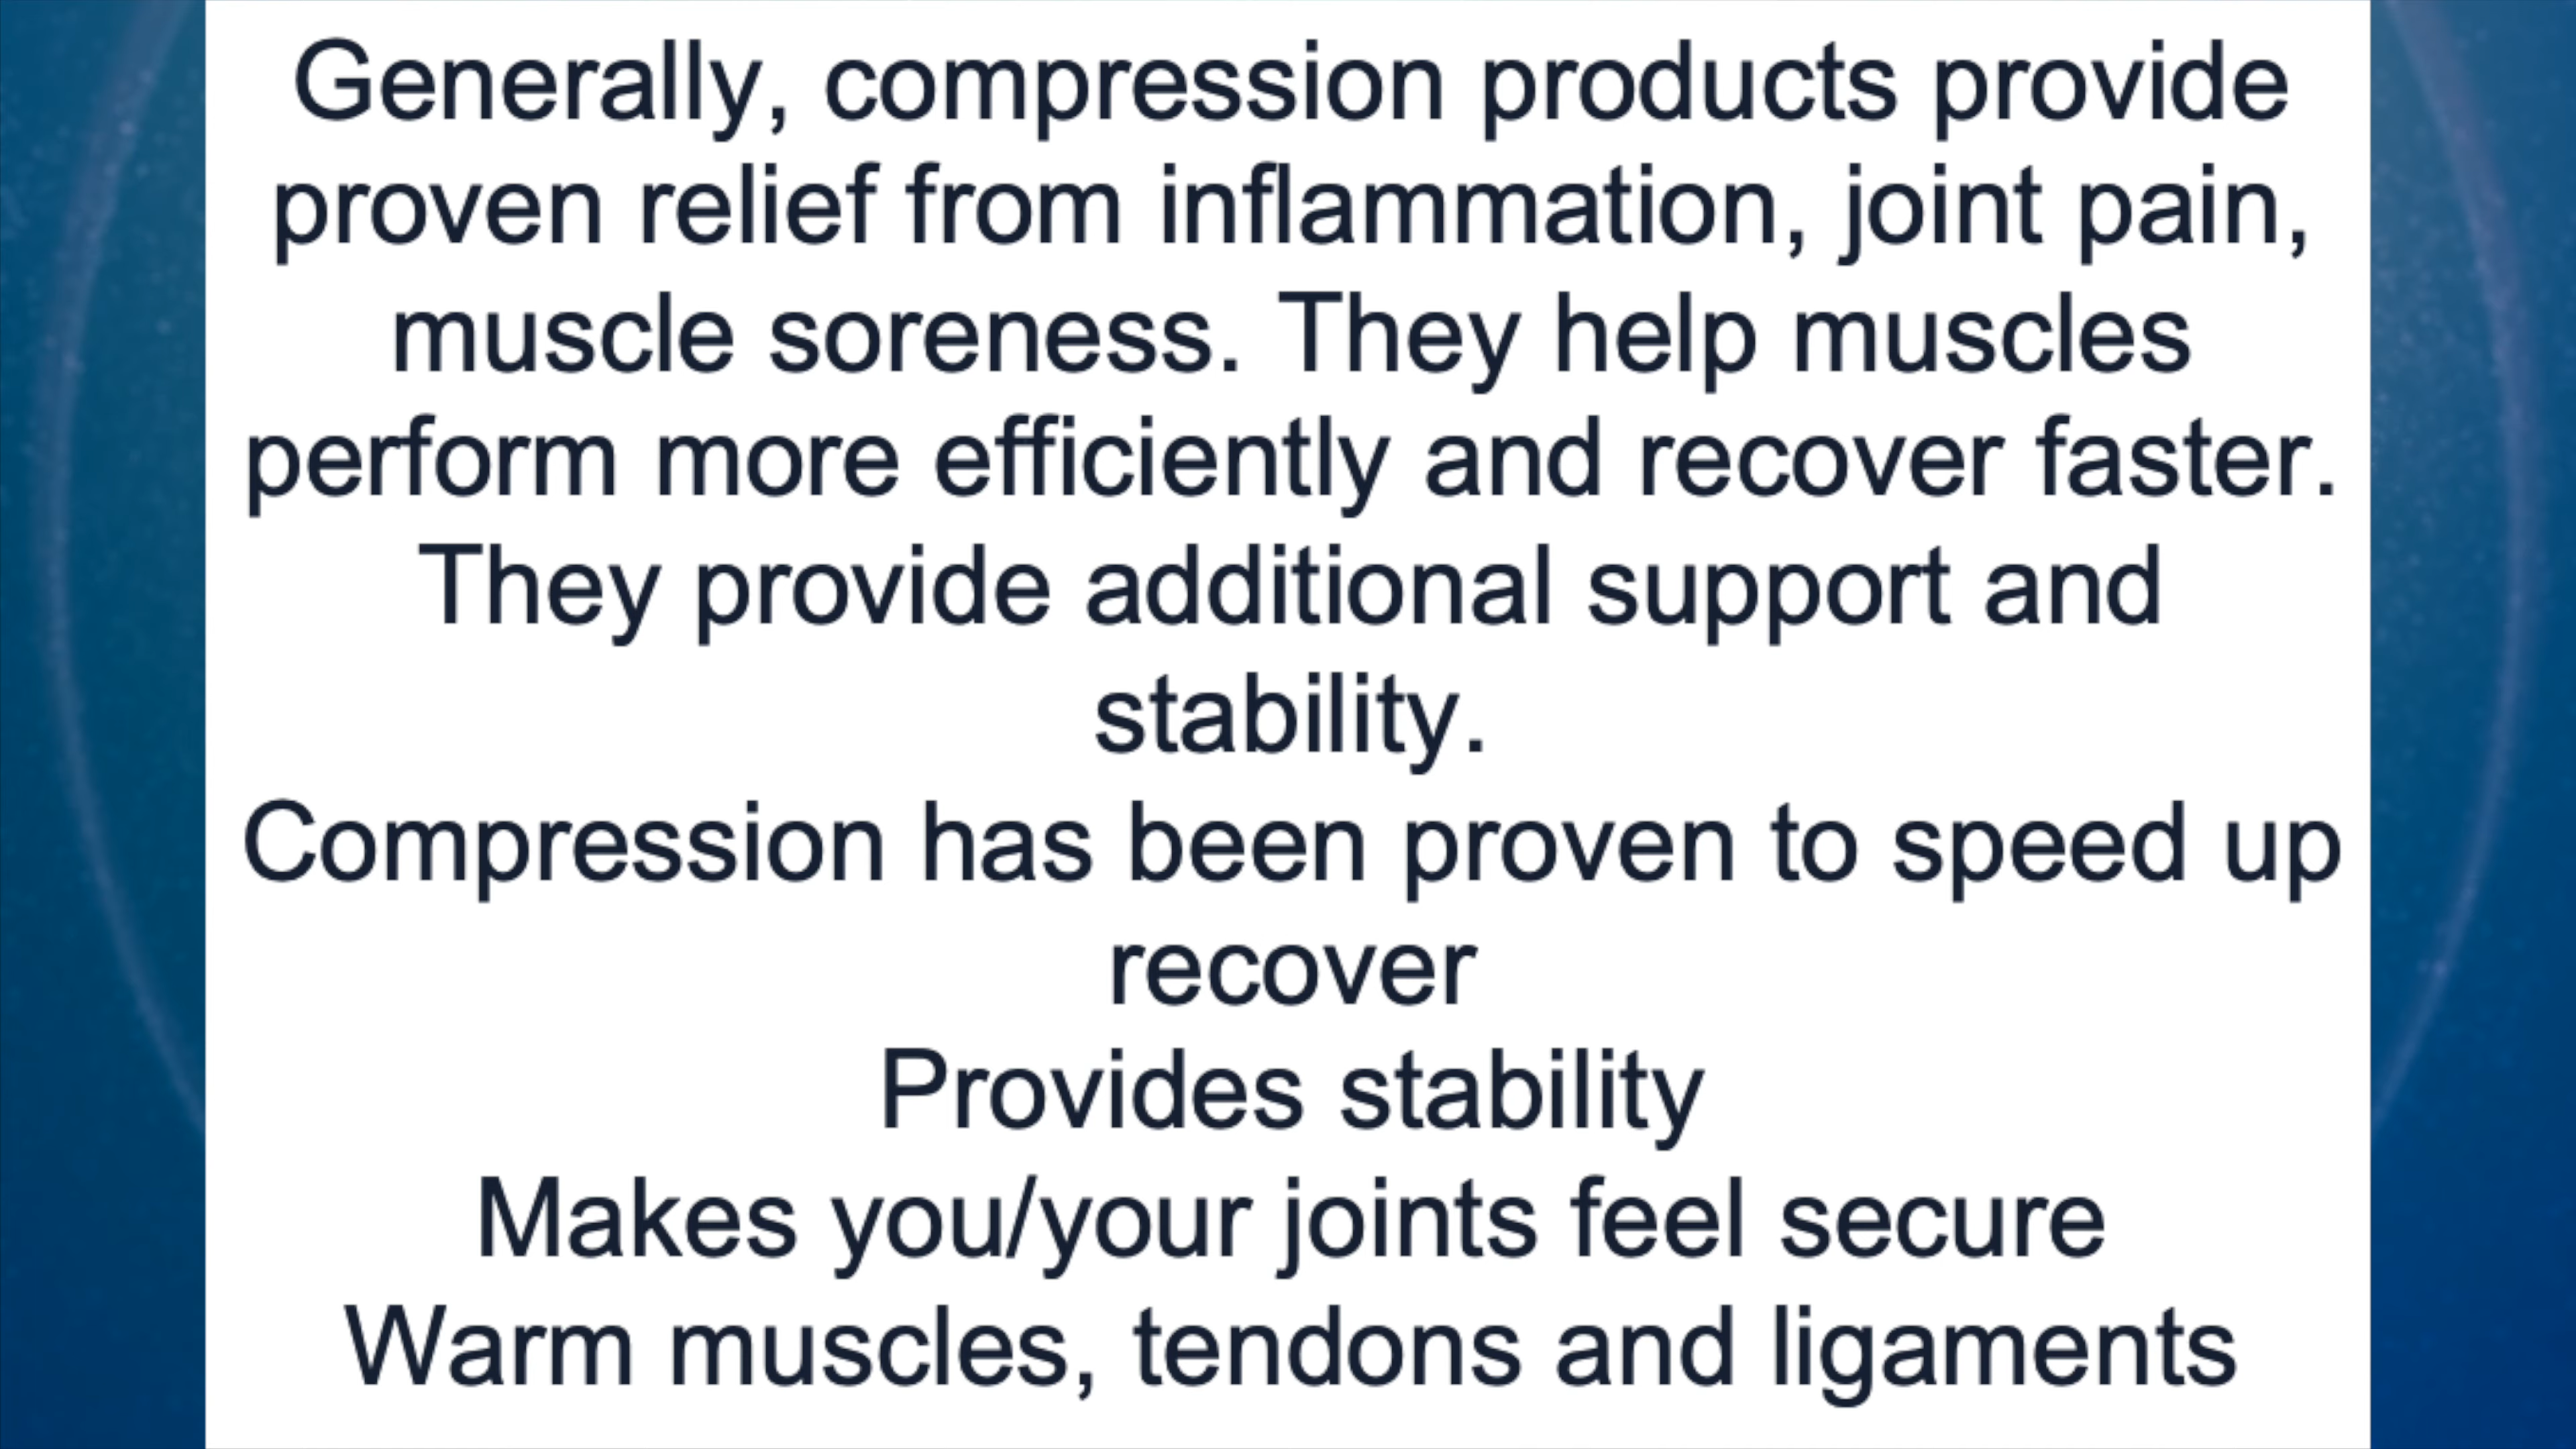 Generally, compression products provide
proven relief from inflammation, joint pain,
muscle soreness. They help muscles
perform more efficiently and recover faster.
They provide additional support and
stability.
Compression has been proven to speed up
recover
Provides stability
Makes you/your joints feel secure
Warm muscles, tendons and ligaments